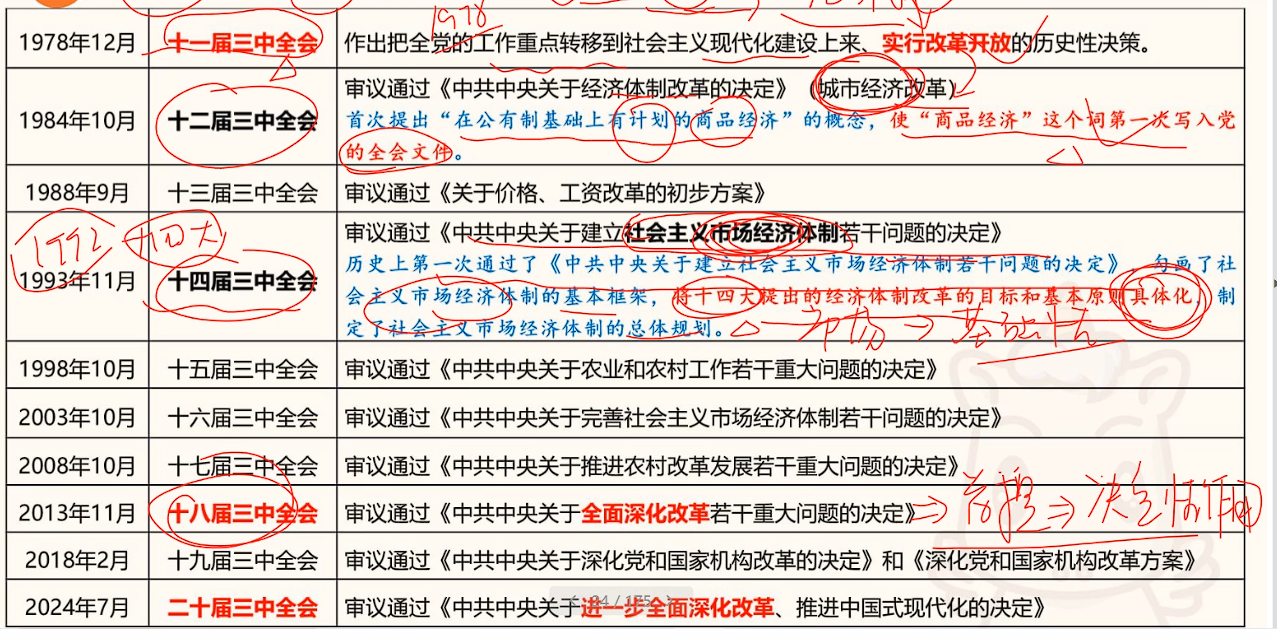 1978
1978年12月 十一届三中全会 作出把全党的工作重点转移到社会主义现代化建设上来、实行改革开放的历史性决策。
1984年10月 十二届三中全会 审议通过《中共中央关于经济体制改革的决定》（城市经济改革）
首次提出“在公有制基础上有计划的商品经济”的概念，使“商品经济”这个词第一次写入党
的全会文件。
1988年9月 十三届三中全会 审议通过《关于价格、工资改革的初步方案》
1992 十四大
1993年11月 十四届三中全会 审议通过《中共中央关于建立社会主义市场经济体制若干问题的决定》
历史上第一次通过了《中共中央关于建立社会主义市场经济体制若干问题的决定》，勾画了社
会主义市场经济体制的基本框架，将十四大提出的经济体制改革的目标和基本原则具体化，制
定了社会主义市场经济体制的总体规划。
市场 → 基础性
1998年10月 十五届三中全会 审议通过《中共中央关于农业和农村工作若干重大问题的决定》
2003年10月 十六届三中全会 审议通过《中共中央关于完善社会主义市场经济体制若干问题的决定》
2008年10月 十七届三中全会 审议通过《中共中央关于推进农村改革发展若干重大问题的决定》
2013年11月 十八届三中全会 审议通过《中共中央关于全面深化改革若干重大问题的决定》
⇒ 决定性作用
2018年2月 十九届三中全会 审议通过《中共中央关于深化党和国家机构改革的决定》和《深化党和国家机构改革方案》
2024年7月 二十届三中全会 审议通过《中共中央关于进一步全面深化改革、推进中国式现代化的决定》
24 / 175